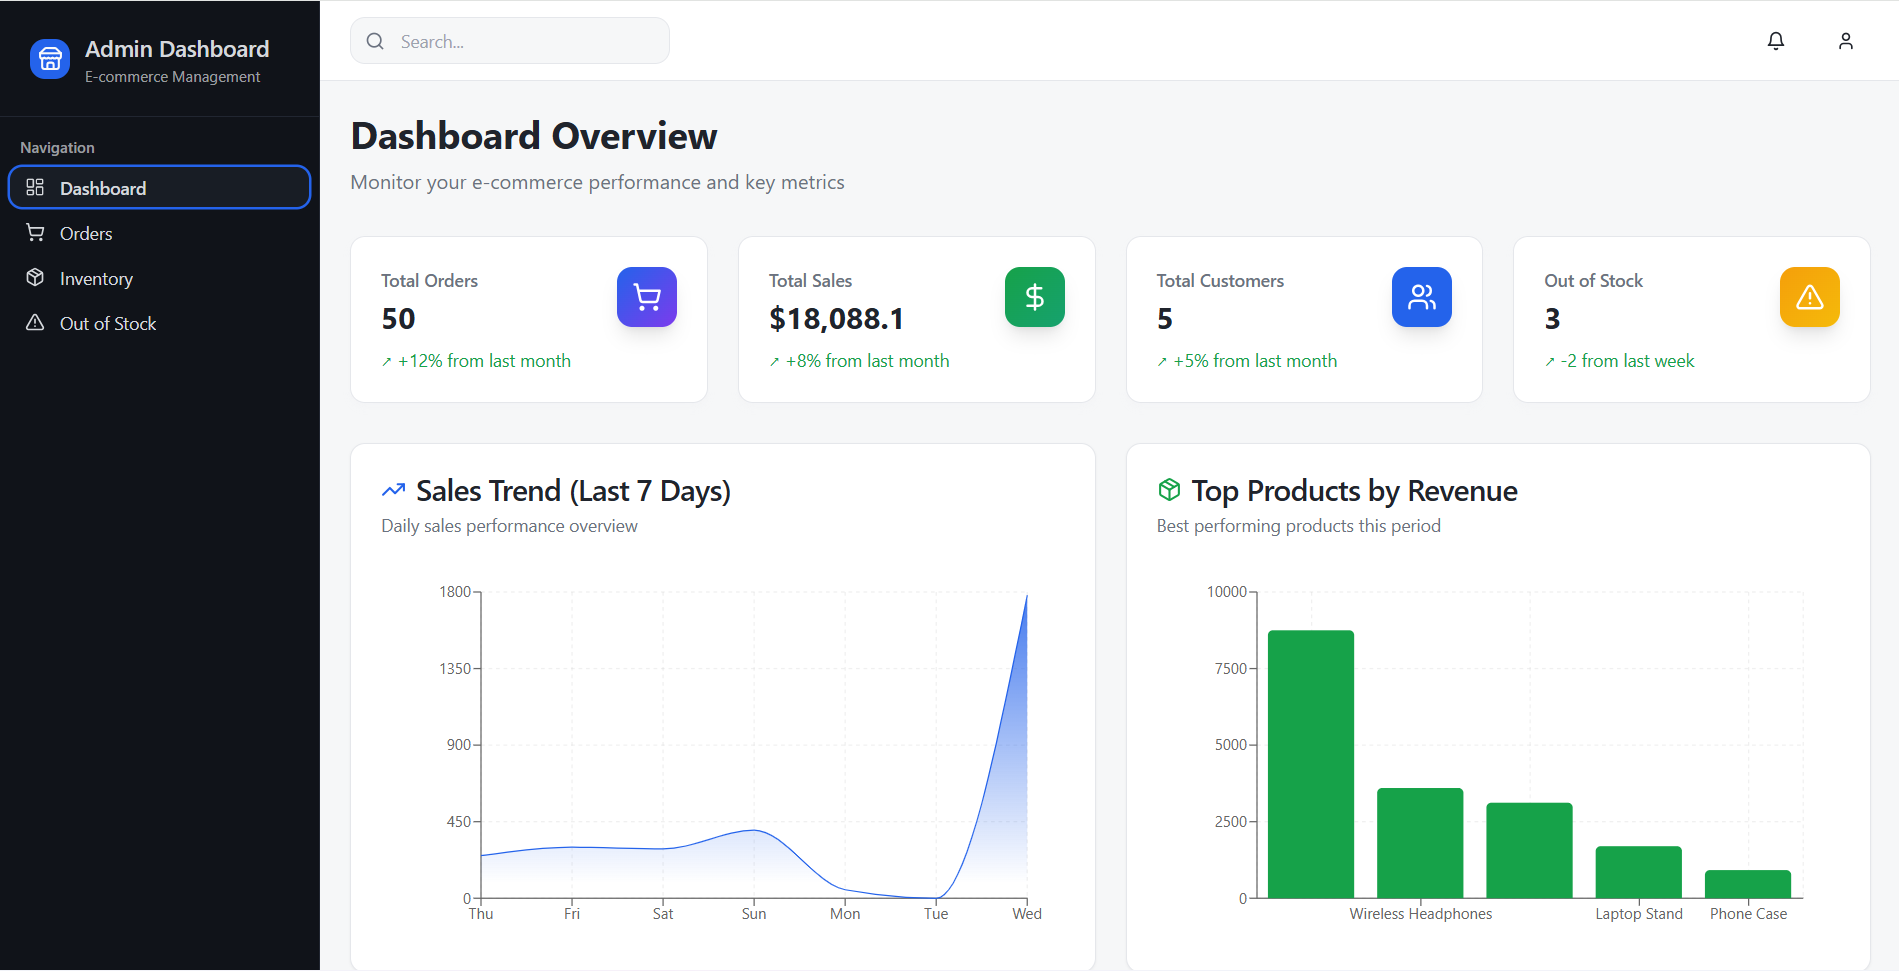 Admin Dashboard
E-commerce Management
Navigation
Dashboard
Orders
Inventory
Out of Stock
Search...
Dashboard Overview
Monitor your e-commerce performance and key metrics
Total Orders
50
↗ +12% from last month
Total Sales
$18,088.1
↗ +8% from last month
Total Customers
5
↗ +5% from last month
Out of Stock
3
↗ -2 from last week
Sales Trend (Last 7 Days)
Daily sales performance overview
1800
1350
900
450
0
Thu Fri Sat Sun Mon Tue Wed
Top Products by Revenue
Best performing products this period
10000
7500
5000
2500
0
Wireless Headphones Laptop Stand Phone Case